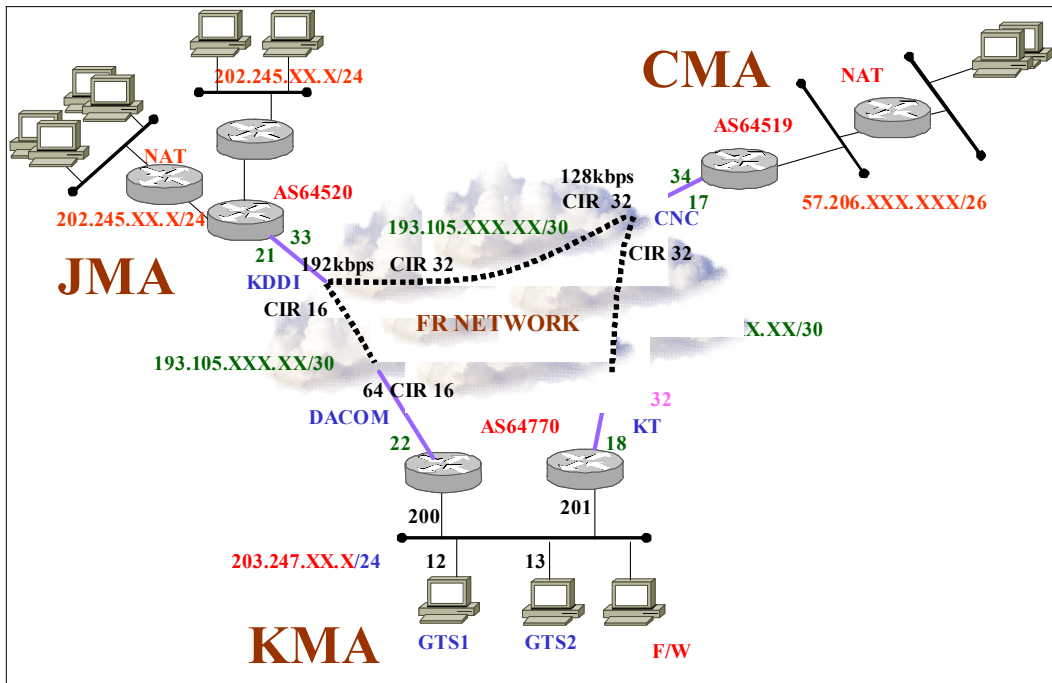 202.245.XX.X/24
CMA
NAT
AS64519
NAT
AS64520
128kbps
CIR 32
34
17
CNC
57.206.XXX.XXX/26
202.245.XX.X/24
193.105.XXX.XX/30
33
21
JMA
KDDI
192kbps
CIR 32
CIR 32
CIR 16
FR NETWORK
X.XX/30
193.105.XXX.XX/30
64 CIR 16
32
DACOM
AS64770
KT
22
18
200
201
203.247.XX.X/24
12
13
GTS1
GTS2
F/W
KMA